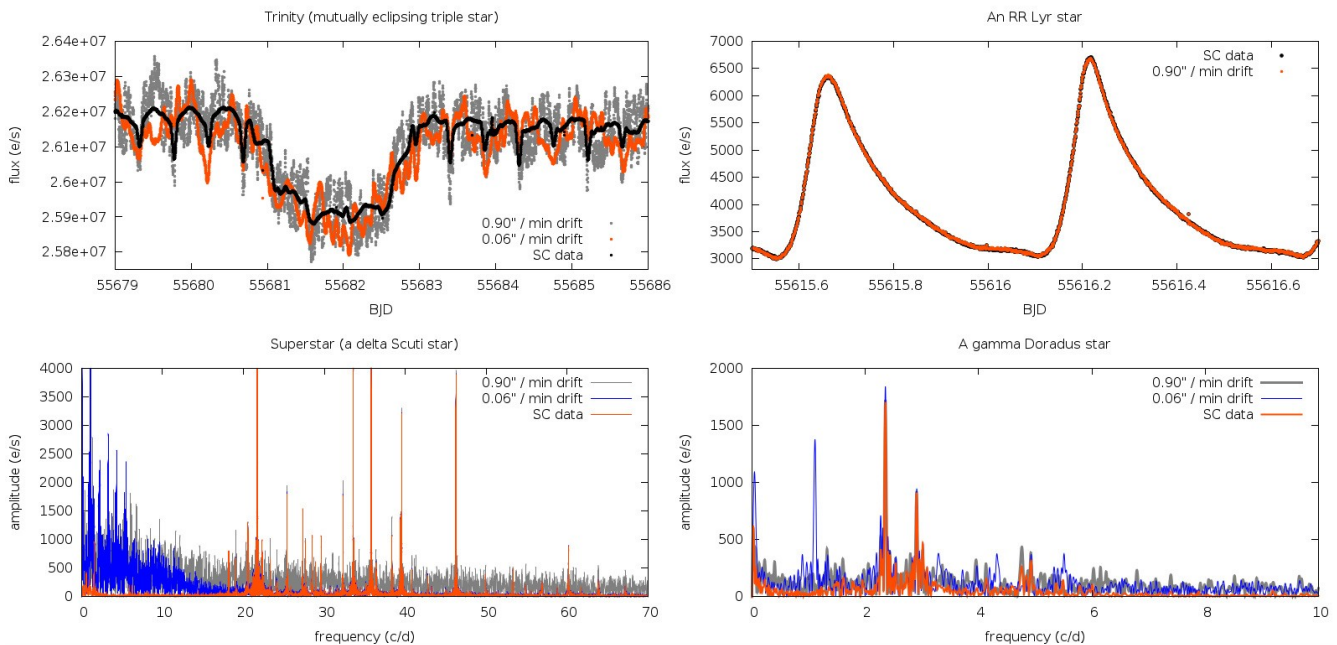 Trinity (mutually eclipsing triple star)
2.64e+07
2.63e+07
2.62e+07
2.61e+07
2.6e+07
2.59e+07
2.58e+07
flux (e/s)
0.90" / min drift
0.06" / min drift
SC data
55679 55680 55681 55682 55683 55684 55685 55686
BJD
An RR Lyr star
7000
6500
6000
5500
5000
4500
4000
3500
3000
flux (e/s)
SC data
0.90" / min drift
55615.6 55615.8 55616 55616.2 55616.4 55616.6
BJD
Superstar (a delta Scuti star)
4000
3500
3000
2500
2000
1500
1000
500
0
amplitude (e/s)
0.90" / min drift
0.06" / min drift
SC data
0 10 20 30 40 50 60 70
frequency (c/d)
A gamma Doradus star
2000
1500
1000
500
0
amplitude (e/s)
0.90" / min drift
0.06" / min drift
SC data
0 2 4 6 8 10
frequency (c/d)